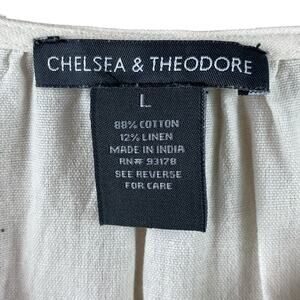 CHELSEA & THEODORE
L
88% COTTON
12% LINEN
MADE IN INDIA
RN# 93178
SEE REVERSE
FOR CARE